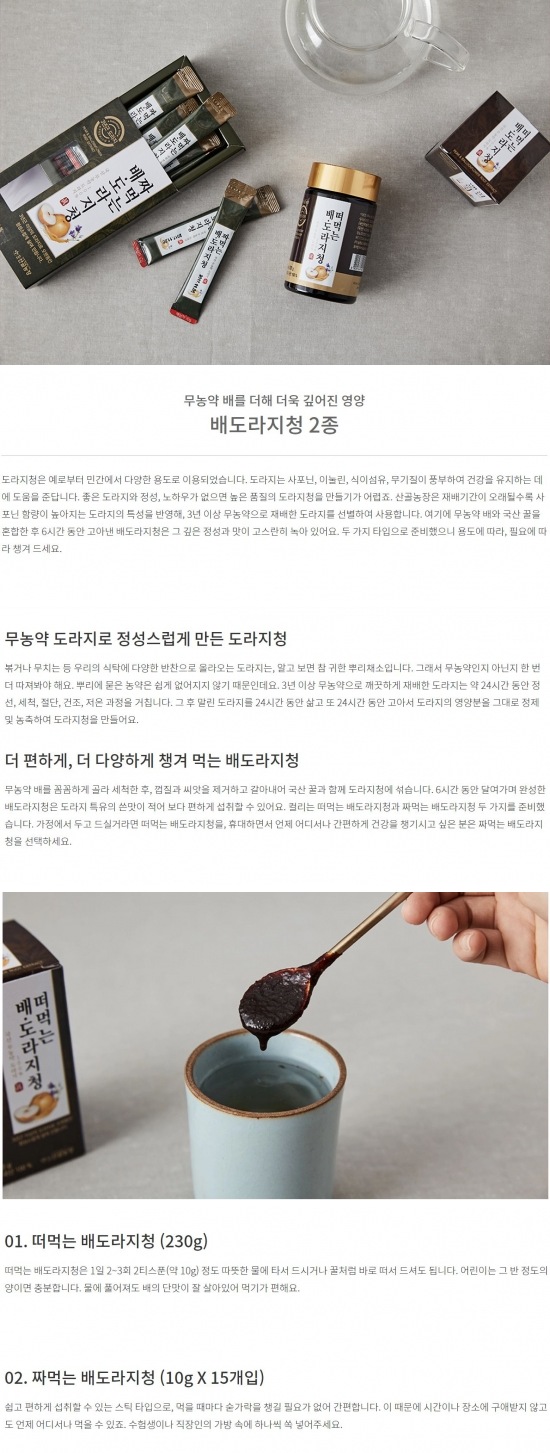 짜먹는
배도라지청
짜먹는
배도라지청
떠먹는
배도라지청
떠먹는
배도라지청
무농약 배를 더해 더욱 깊어진 영양
배도라지청 2종
도라지청은 예로부터 민간에서 다양한 용도로 이용되었습니다. 도라지는 사포닌, 이눌린, 식이섬유, 무기질이 풍부하여 건강을 유지하는 데
에 도움을 준답니다. 좋은 도라지와 정성, 노하우가 없으면 높은 품질의 도라지청을 만들기가 어렵죠. 산골농장은 재배기간이 오래될수록 사
포닌 함량이 높아지는 도라지의 특성을 반영해, 3년 이상 무농약으로 재배한 도라지를 선별하여 사용합니다. 여기에 무농약 배와 국산 꿀을
혼합한 후 6시간 동안 고아낸 배도라지청은 그 깊은 정성과 맛이 고스란히 녹아 있어요. 두 가지 타입으로 준비했으니 용도에 따라, 필요에 따
라 챙겨 드세요.
무농약 도라지로 정성스럽게 만든 도라지청
볶거나 무치는 등 우리의 식탁에 다양한 반찬으로 올라오는 도라지는, 알고 보면 참 귀한 뿌리채소입니다. 그래서 무농약인지 아닌지 한 번
더 따져봐야 해요. 뿌리에 묻은 농약은 쉽게 없어지지 않기 때문인데요. 3년 이상 무농약으로 깨끗하게 재배한 도라지는 약 24시간 동안 정
선, 세척, 절단, 건조, 저온 과정을 거칩니다. 그 후 말린 도라지를 24시간 동안 삶고 또 24시간 동안 고아서 도라지의 영양분을 그대로 정제
및 농축하여 도라지청을 만들어요.
더 편하게, 더 다양하게 챙겨 먹는 배도라지청
무농약 배를 꼼꼼하게 골라 세척한 후, 껍질과 씨앗을 제거하고 갈아내어 국산 꿀과 함께 도라지청에 섞습니다. 6시간 동안 달여가며 완성한
배도라지청은 도라지 특유의 쓴맛이 적어 보다 편하게 섭취할 수 있어요. 컬리는 떠먹는 배도라지청과 짜먹는 배도라지청 두 가지를 준비했
습니다. 가정에서 두고 드실거라면 떠먹는 배도라지청을, 휴대하면서 언제 어디서나 간편하게 건강을 챙기시고 싶은 분은 짜먹는 배도라지
청을 선택하세요.
떠먹는
배·도라지청
01. 떠먹는 배도라지청 (230g)
떠먹는 배도라지청은 1일 2~3회 2티스푼(약 10g) 정도 따뜻한 물에 타서 드시거나 꿀처럼 바로 떠서 드셔도 됩니다. 어린이는 그 반 정도의
양이면 충분합니다. 물에 풀어져도 배의 단맛이 잘 살아있어 먹기가 편해요.
02. 짜먹는 배도라지청 (10g X 15개입)
쉽고 편하게 섭취할 수 있는 스틱 타입으로, 먹을 때마다 숟가락을 챙길 필요가 없어 간편합니다. 이 때문에 시간이나 장소에 구애받지 않고
도 언제 어디서나 먹을 수 있죠. 수험생이나 직장인의 가방 속에 하나씩 쏙 넣어주세요.